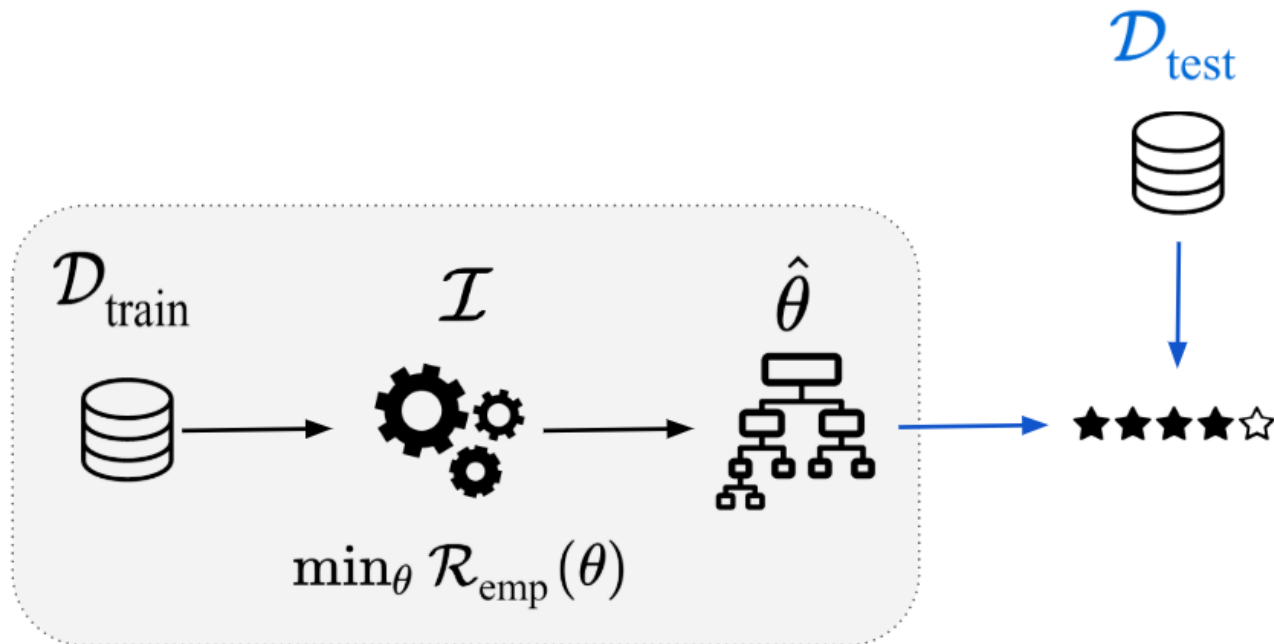 𝒟test
𝒟train
ℐ
θ̂
minθ ℛemp (θ)